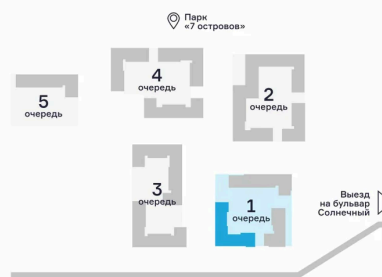 Парк
«7 островов»
4
очередь
2
очередь
5
очередь
3
очередь
1
очередь
Выезд
на бульвар
Солнечный